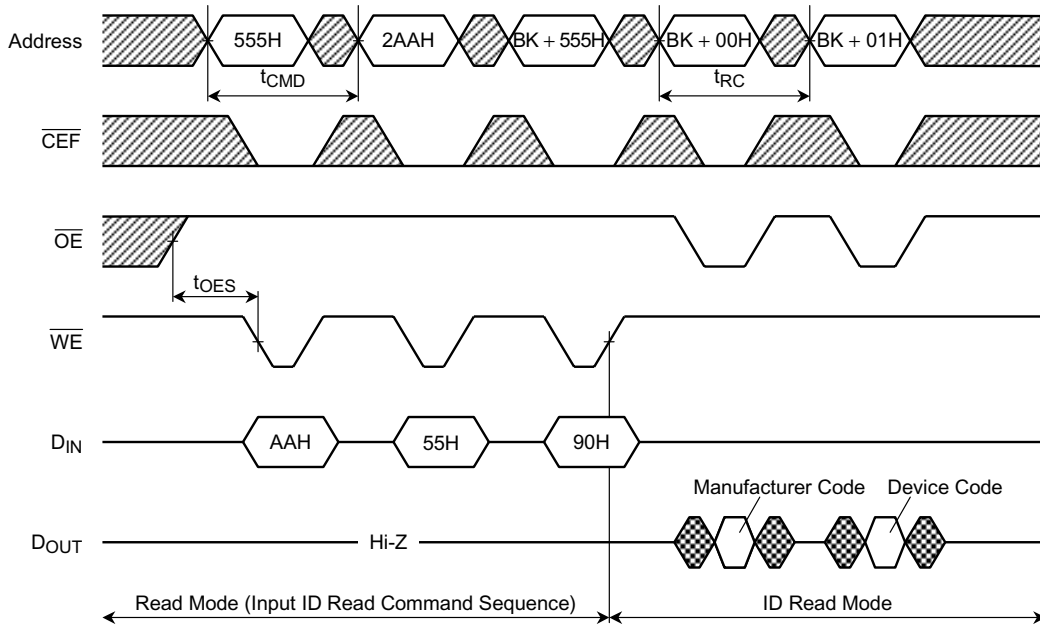 Address 555H 2AAH BK + 555H BK + 00H BK + 01H
tCMD tRC
CEF
OE
tOES
WE
DIN AAH 55H 90H
Manufacturer Code Device Code
DOUT Hi-Z
Read Mode (Input ID Read Command Sequence) ID Read Mode